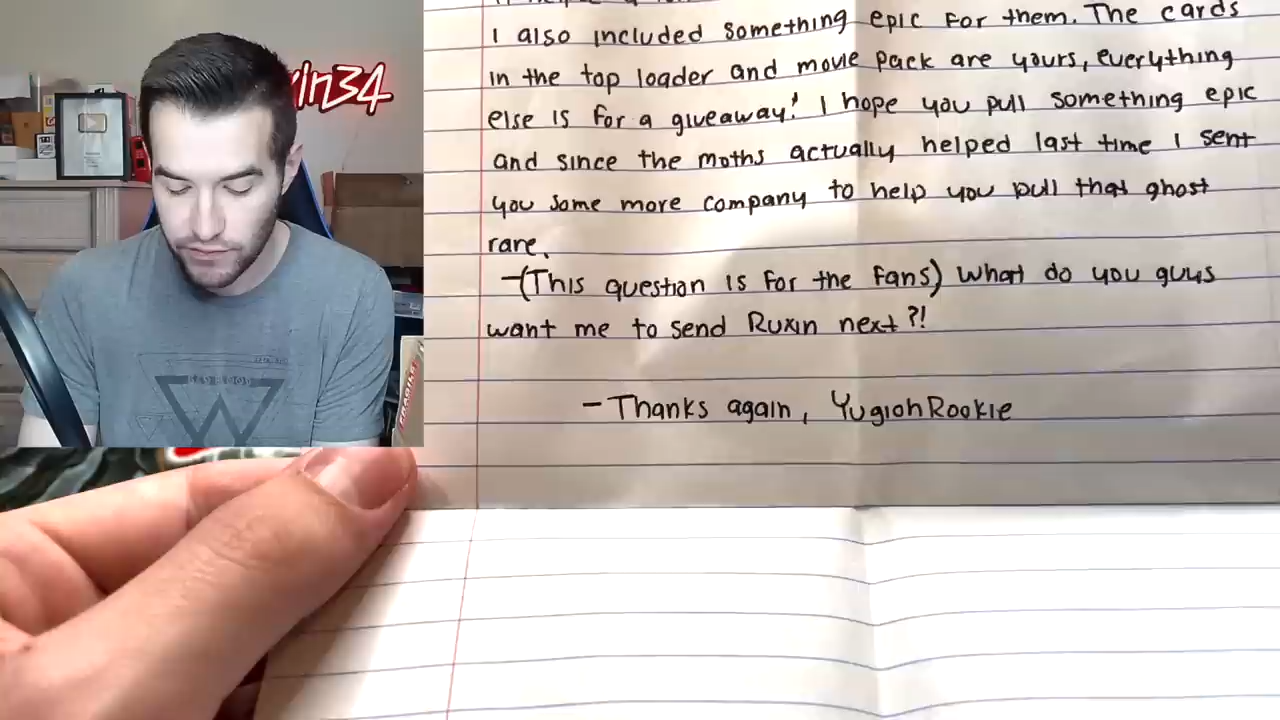 I also included something epic for them. The cards
in the top loader and movie pack are yours, everything
else is for a giveaway! I hope you pull something epic
and since the moths actually helped last time I sent
you some more company to help you pull that ghost
rare.
-(This question is for the fans) What do you guys
want me to send Ruxin next?!
- Thanks again, YugiohRookie
xin34